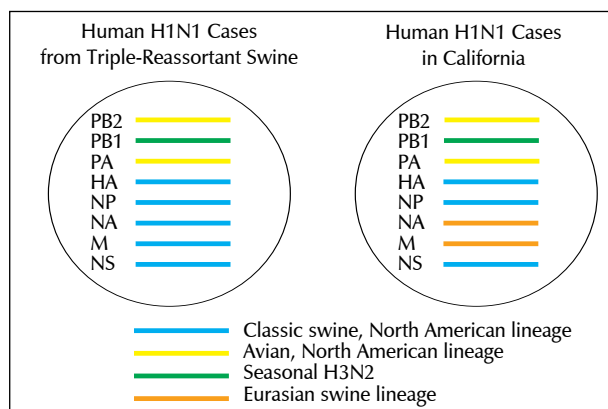 Human H1N1 Cases
from Triple-Reassortant Swine
PB2
PB1
PA
HA
NP
NA
M
NS
Human H1N1 Cases
in California
PB2
PB1
PA
HA
NP
NA
M
NS
Classic swine, North American lineage
Avian, North American lineage
Seasonal H3N2
Eurasian swine lineage